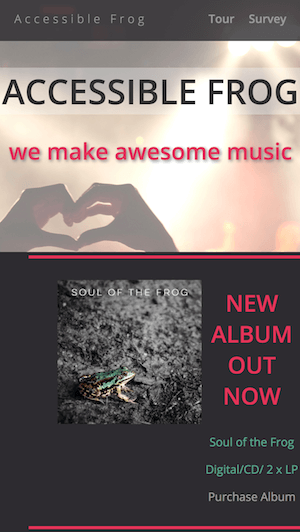 Accessible Frog Tour Survey
ACCESSIBLE FROG
we make awesome music
SOUL OF THE FROG
NEW
ALBUM
OUT
NOW
Soul of the Frog
Digital/CD/ 2 x LP
Purchase Album